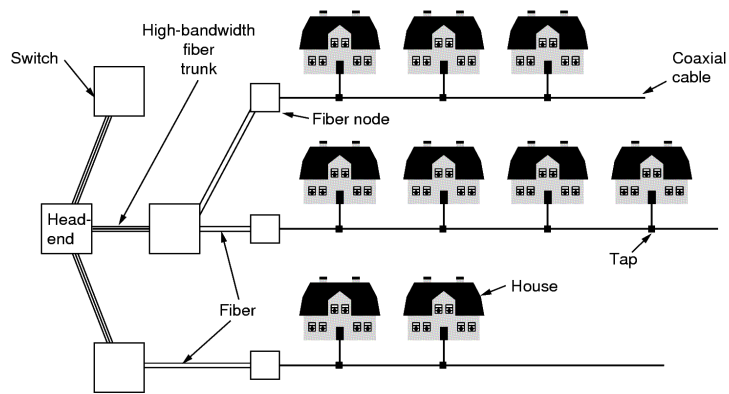 High-bandwidth
fiber
trunk
Switch
Coaxial
cable
Fiber node
Head-
end
Tap
House
Fiber